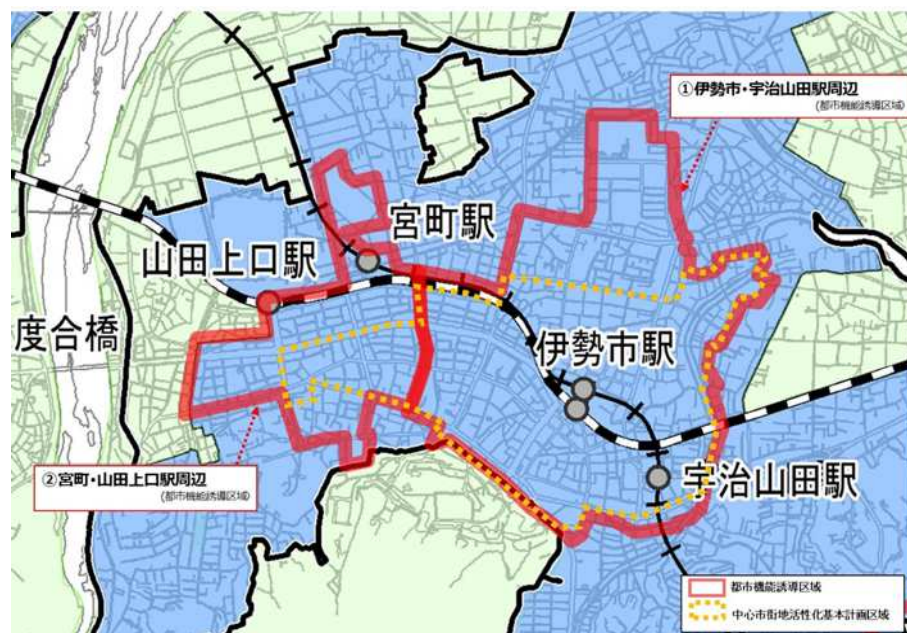 ①伊勢市・宇治山田駅周辺
(都市機能誘導区域)
宮町駅
山田上口駅
度合橋
伊勢市駅
②宮町・山田上口駅周辺
(都市機能誘導区域)
宇治山田駅
都市機能誘導区域
中心市街地活性化基本計画区域